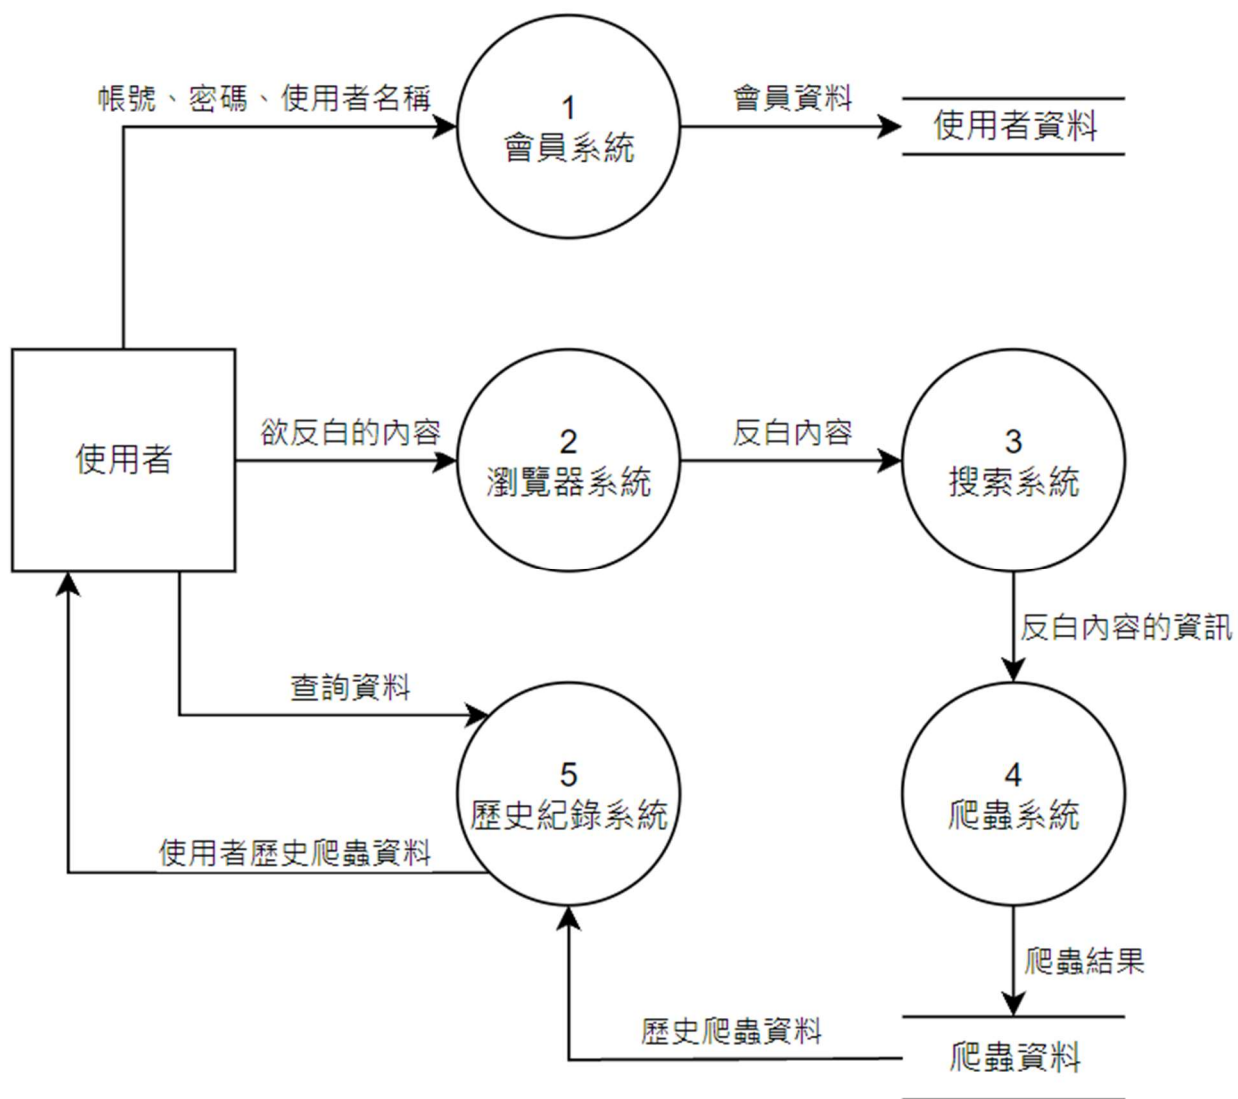 帳號、密碼、使用者名稱
1
會員系統
會員資料
使用者資料
使用者
欲反白的內容
2
瀏覽器系統
反白內容
3
搜索系統
反白內容的資訊
查詢資料
5
歷史紀錄系統
4
爬蟲系統
使用者歷史爬蟲資料
爬蟲結果
歷史爬蟲資料
爬蟲資料